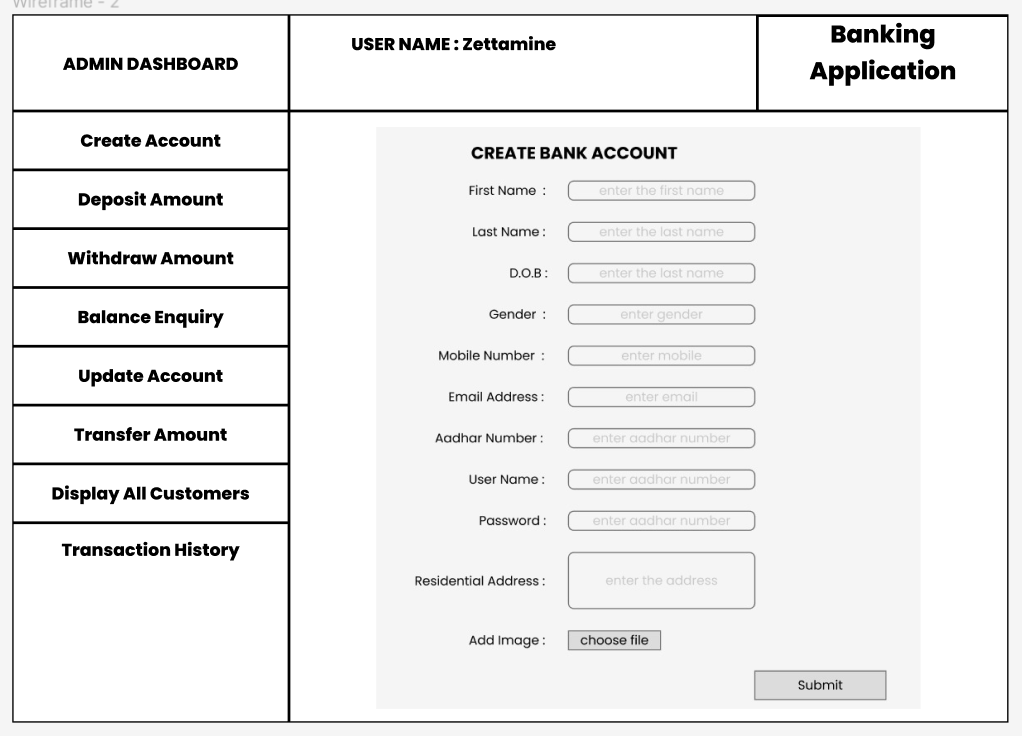 Wireframe - 2
ADMIN DASHBOARD
USER NAME : Zettamine
Banking
Application
Create Account
Deposit Amount
Withdraw Amount
Balance Enquiry
Update Account
Transfer Amount
Display All Customers
Transaction History
CREATE BANK ACCOUNT
First Name : enter the first name
Last Name : enter the last name
D.O.B : enter the last name
Gender : enter gender
Mobile Number : enter mobile
Email Address : enter email
Aadhar Number : enter aadhar number
User Name : enter aadhar number
Password : enter aadhar number
Residential Address : enter the address
Add Image : choose file
Submit